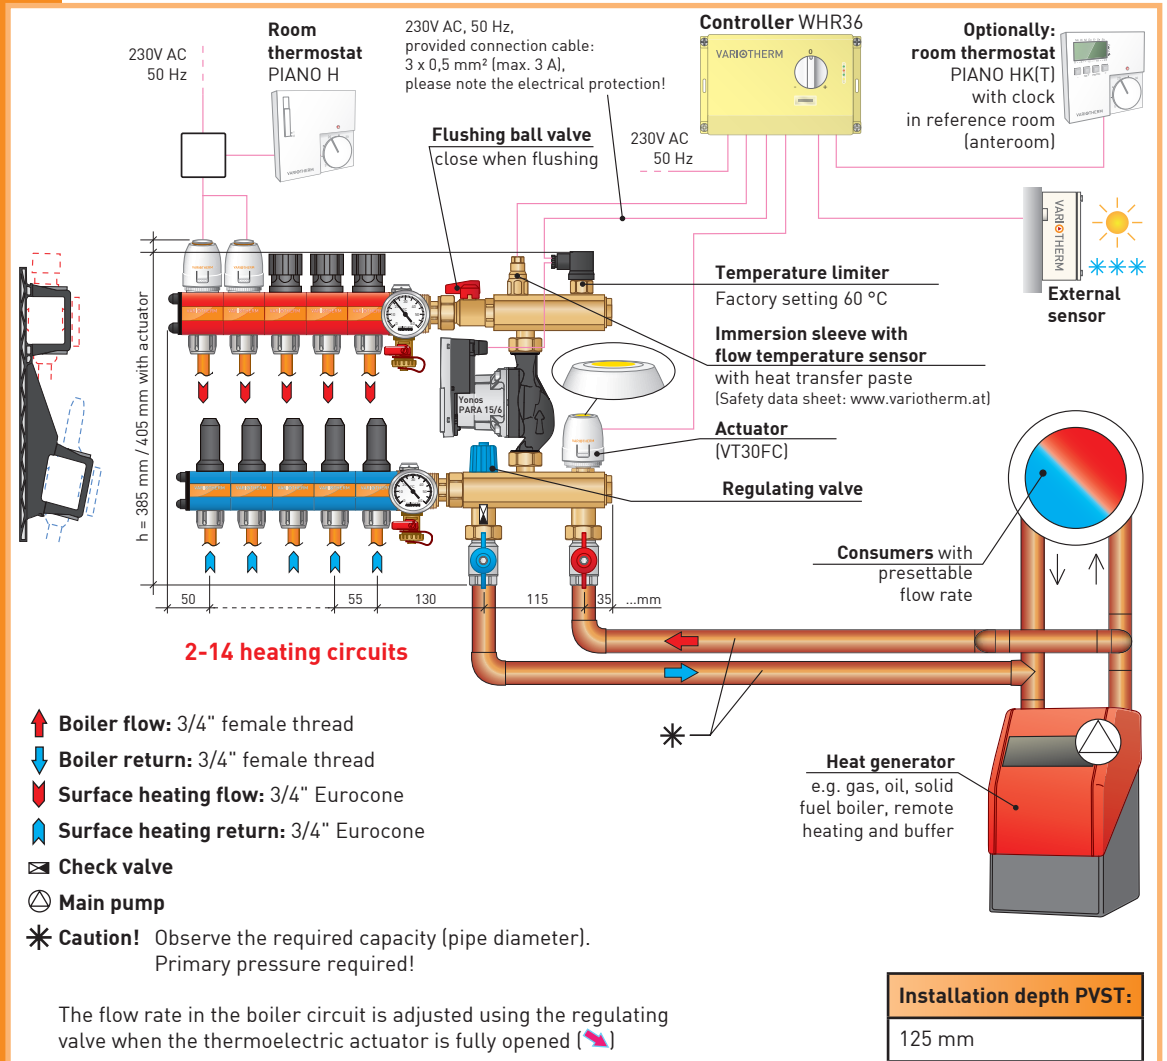 230V AC
50 Hz
Room
thermostat
PIANO H
230V AC, 50 Hz,
provided connection cable:
3 x 0,5 mm² (max. 3 A),
please note the electrical protection!
Controller WHR36
VARIOTHERM
0
Optionally:
room thermostat
PIANO HK(T)
with clock
in reference room
(anteroom)
Flushing ball valve
close when flushing
230V AC
50 Hz
VARIOTHERM
External
sensor
Temperature limiter
Factory setting 60 °C
Immersion sleeve with
flow temperature sensor
with heat transfer paste
(Safety data sheet: www.variotherm.at)
Yonos
PARA 15/6
Actuator
(VT30FC)
Regulating valve
h = 385 mm / 405 mm with actuator
Consumers with
presettable
flow rate
50
55
130
115
35
...mm
2-14 heating circuits
Boiler flow: 3/4" female thread
Boiler return: 3/4" female thread
Surface heating flow: 3/4" Eurocone
Surface heating return: 3/4" Eurocone
Check valve
Main pump
Caution! Observe the required capacity (pipe diameter).
Primary pressure required!
Heat generator
e.g. gas, oil, solid
fuel boiler, remote
heating and buffer
The flow rate in the boiler circuit is adjusted using the regulating
valve when the thermoelectric actuator is fully opened ( )
Installation depth PVST:
125 mm